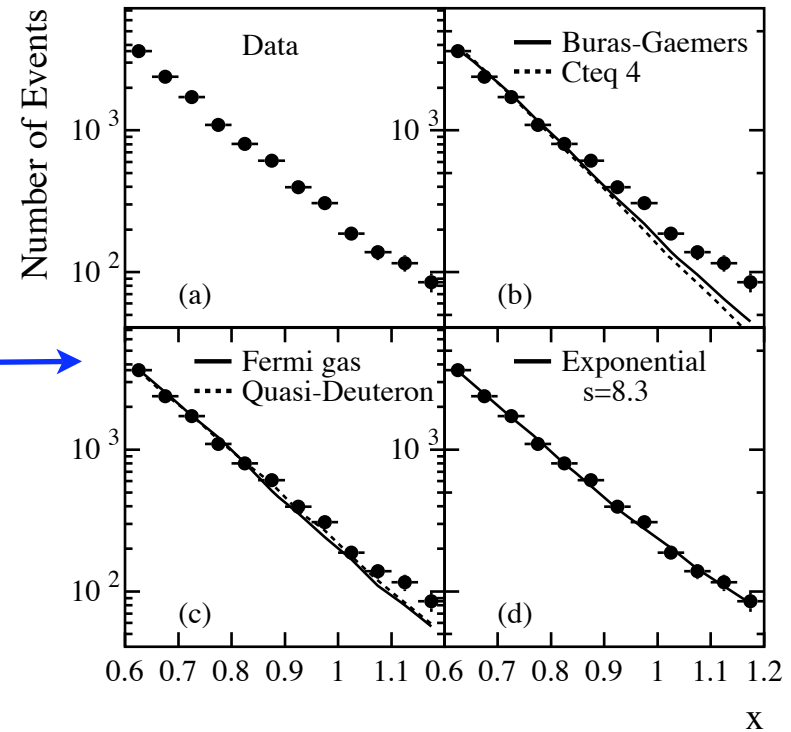 Number of Events
Data
10 3
10 2
(a)
Buras-Gaemers
Cteq 4
10 3
(b)
Fermi gas
Quasi-Deuteron
10 3
10 2
(c)
Exponential
s=8.3
10 3
(d)
0.6 0.7 0.8 0.9 1 1.1 0.6 0.7 0.8 0.9 1 1.1 1.2
x